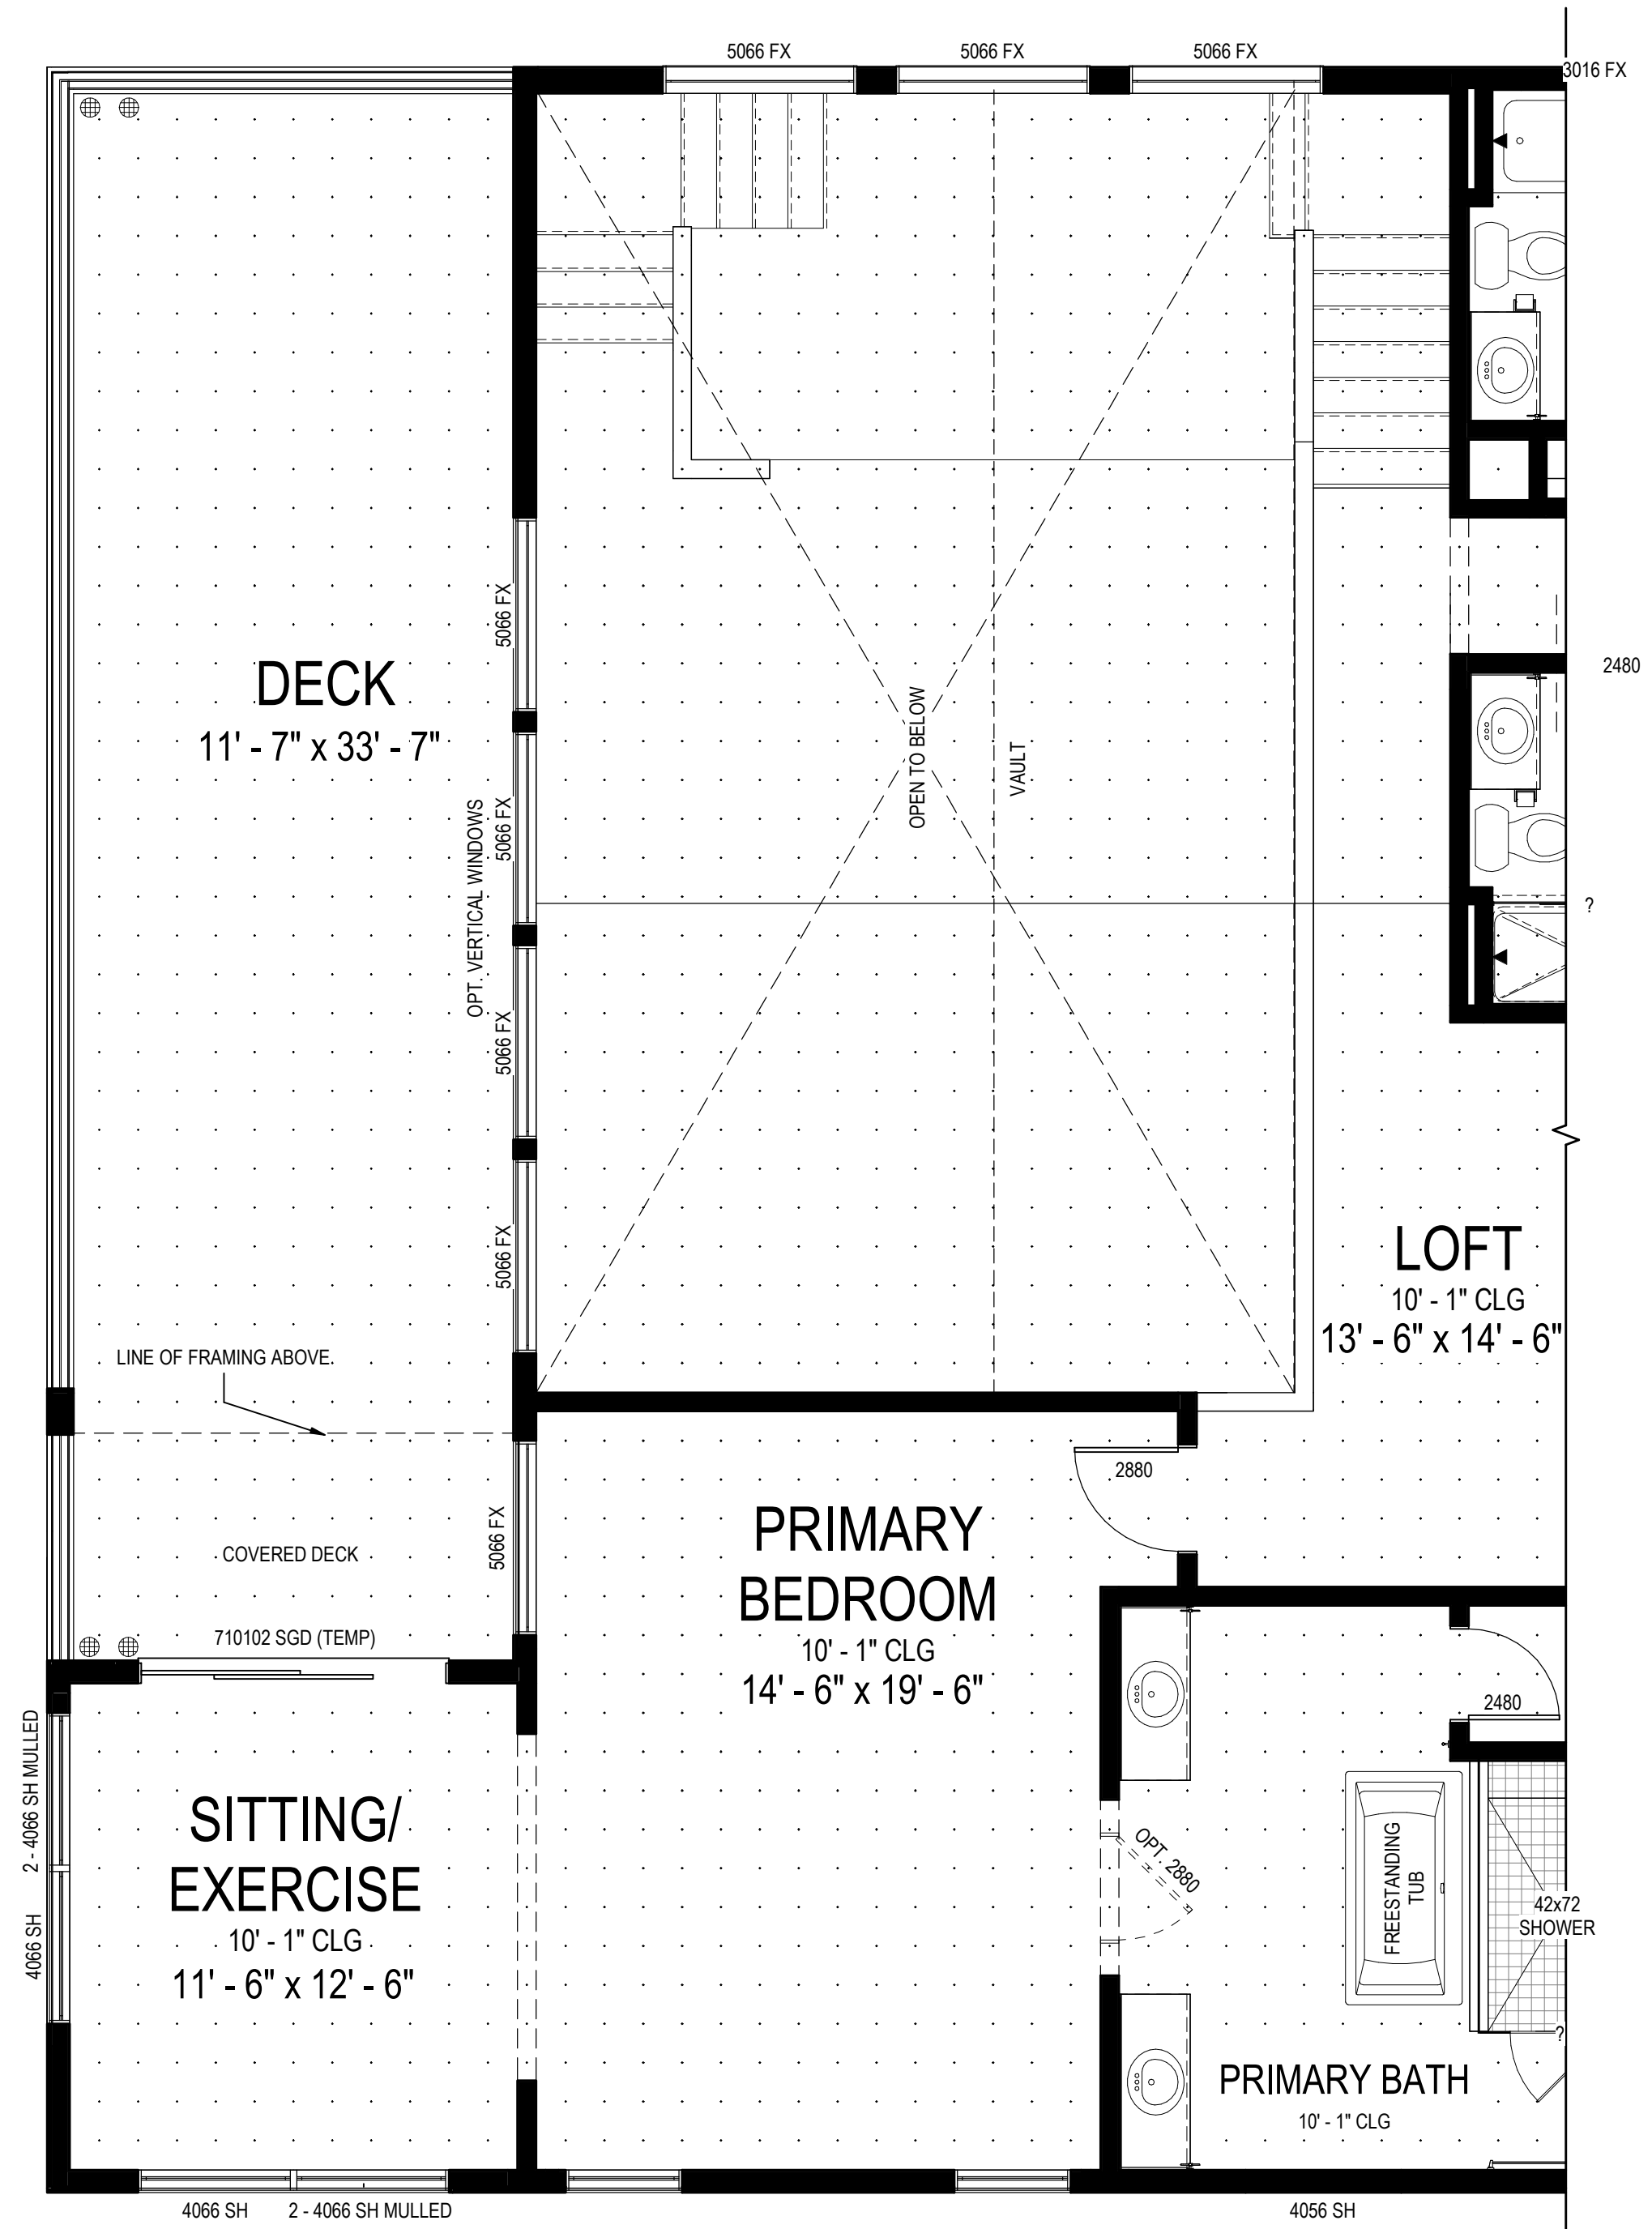 5066 FX
5066 FX
5066 FX
3016 FX
5066 FX
2480
DECK
11' - 7" x 33' - 7"
OPEN TO BELOW
VAULT
OPT. VERTICAL WINDOWS
5066 FX
?
5066 FX
5066 FX
LOFT
10' - 1" CLG
13' - 6" x 14' - 6"
LINE OF FRAMING ABOVE
2880
5066 FX
COVERED DECK
PRIMARY
BEDROOM
10' - 1" CLG
14' - 6" x 19' - 6"
710102 SGD (TEMP)
2480
2 - 4066 SH MULLED
4066 SH
SITTING/
EXERCISE
10' - 1" CLG
11' - 6" x 12' - 6"
OPT. 2880
FREESTANDING
TUB
42x72
SHOWER
?
PRIMARY BATH
10' - 1" CLG
4066 SH
2 - 4066 SH MULLED
4056 SH